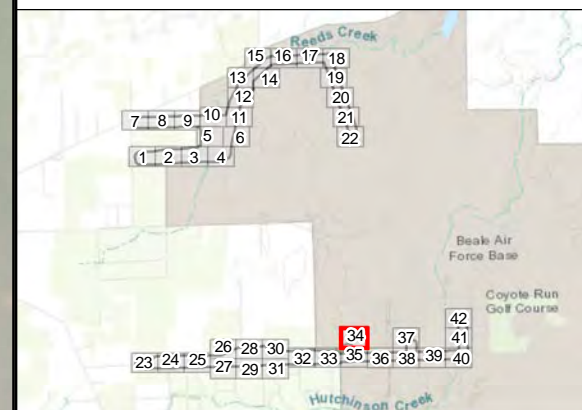 Reeds Creek
15 16 17 18
13 14 19
12 20
7 8 9 10 11 21
5 6 22
1 2 3 4
Beale Air
Force Base
Coyote Run
Golf Course
42
34 37 41
26 28 30
23 24 25 32 33 35 36 38 39 40
27 29 31
Hutchinson Creek